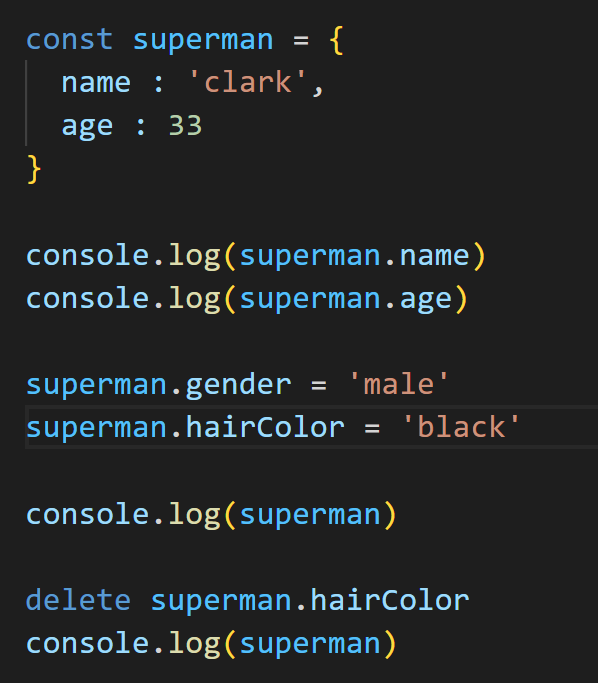 const superman = {
  name : 'clark',
  age : 33
}
console.log(superman.name)
console.log(superman.age)
superman.gender = 'male'
superman.hairColor = 'black'
console.log(superman)
delete superman.hairColor
console.log(superman)